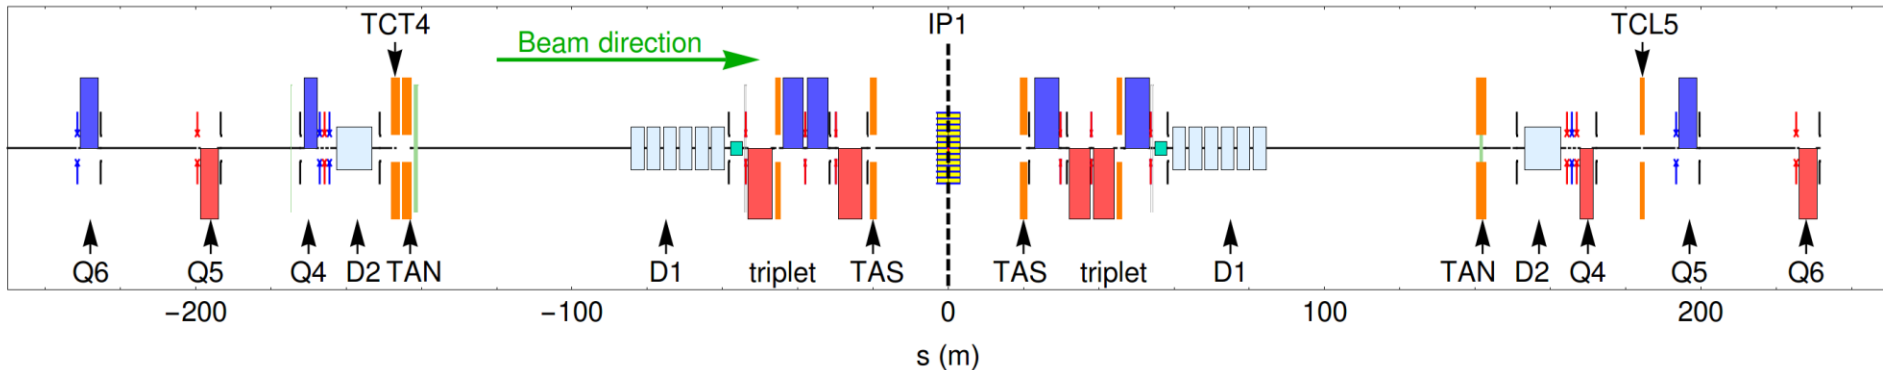 TCT4 IP1 TCL5
Beam direction
Q6 Q5 Q4 D2 TAN D1 triplet TAS TAS triplet D1 TAN D2 Q4 Q5 Q6
−200 −100 0 100 200
s (m)